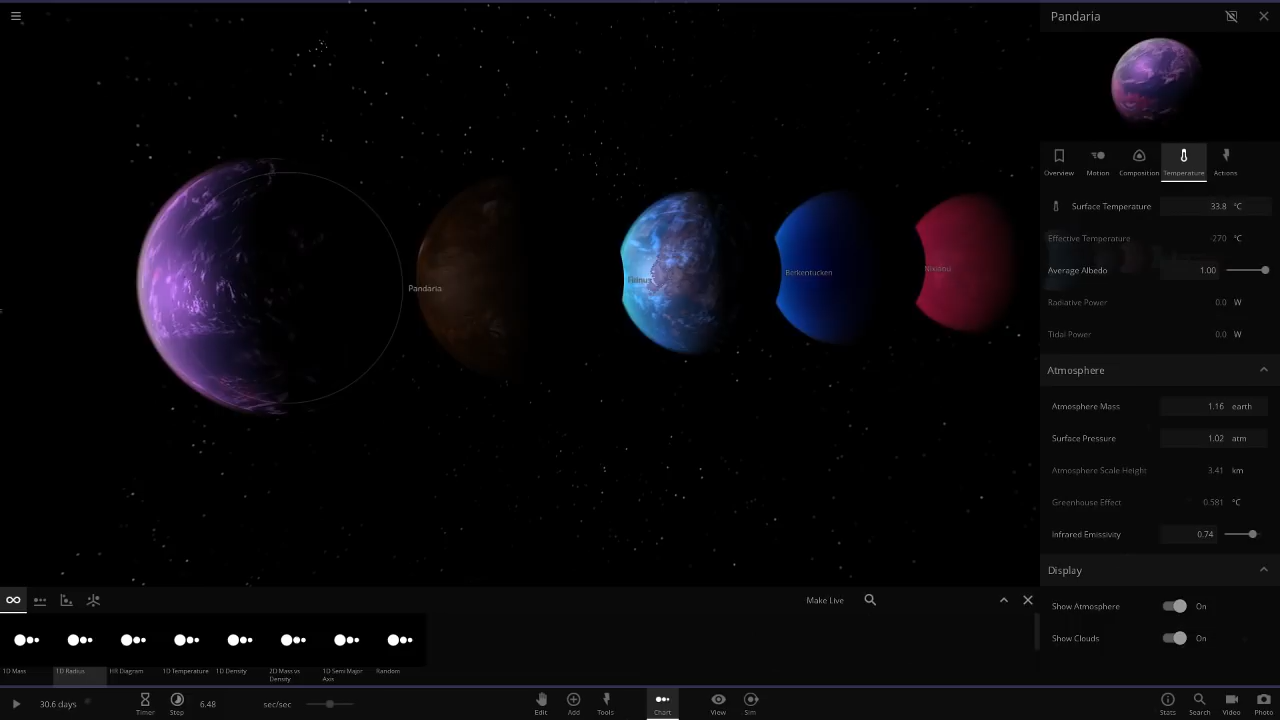 Pandaria
Overview
Motion
Composition
Temperature
Actions
Surface Temperature 33.8 °C
Effective Temperature -270 °C
Average Albedo 1.00
Radiative Power 0.0 W
Tidal Power 0.0 W
Atmosphere
Atmosphere Mass 1.16 earth
Surface Pressure 1.02 atm
Atmosphere Scale Height 3.41 km
Greenhouse Effect 0.581 °C
Infrared Emissivity 0.74
Display
Show Atmosphere On
Show Clouds On
Pandaria
Berkentucken
Make Live
1D Mass
1D Radius
HR Diagram
1D Temperature
1D Density
2D Mass vs
Density
1D Semi Major
Axis
Random
30.6 days
Timer
Step
6.48 sec/sec
Edit
Add
Tools
Chart
View
Sim
Stats
Search
Video
Photo